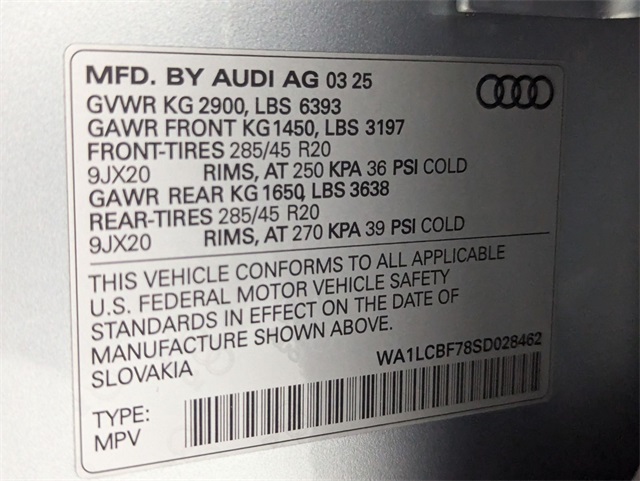 MFD. BY AUDI AG 03 25
GVWR KG 2900, LBS 6393
GAWR FRONT KG1450, LBS 3197
FRONT-TIRES 285/45 R20
9JX20 RIMS, AT 250 KPA 36 PSI COLD
GAWR REAR KG 1650, LBS 3638
REAR-TIRES 285/45 R20
9JX20 RIMS, AT 270 KPA 39 PSI COLD
THIS VEHICLE CONFORMS TO ALL APPLICABLE
U.S. FEDERAL MOTOR VEHICLE SAFETY
STANDARDS IN EFFECT ON THE DATE OF
MANUFACTURE SHOWN ABOVE.
SLOVAKIA
WA1LCBF78SD028462
TYPE:
MPV